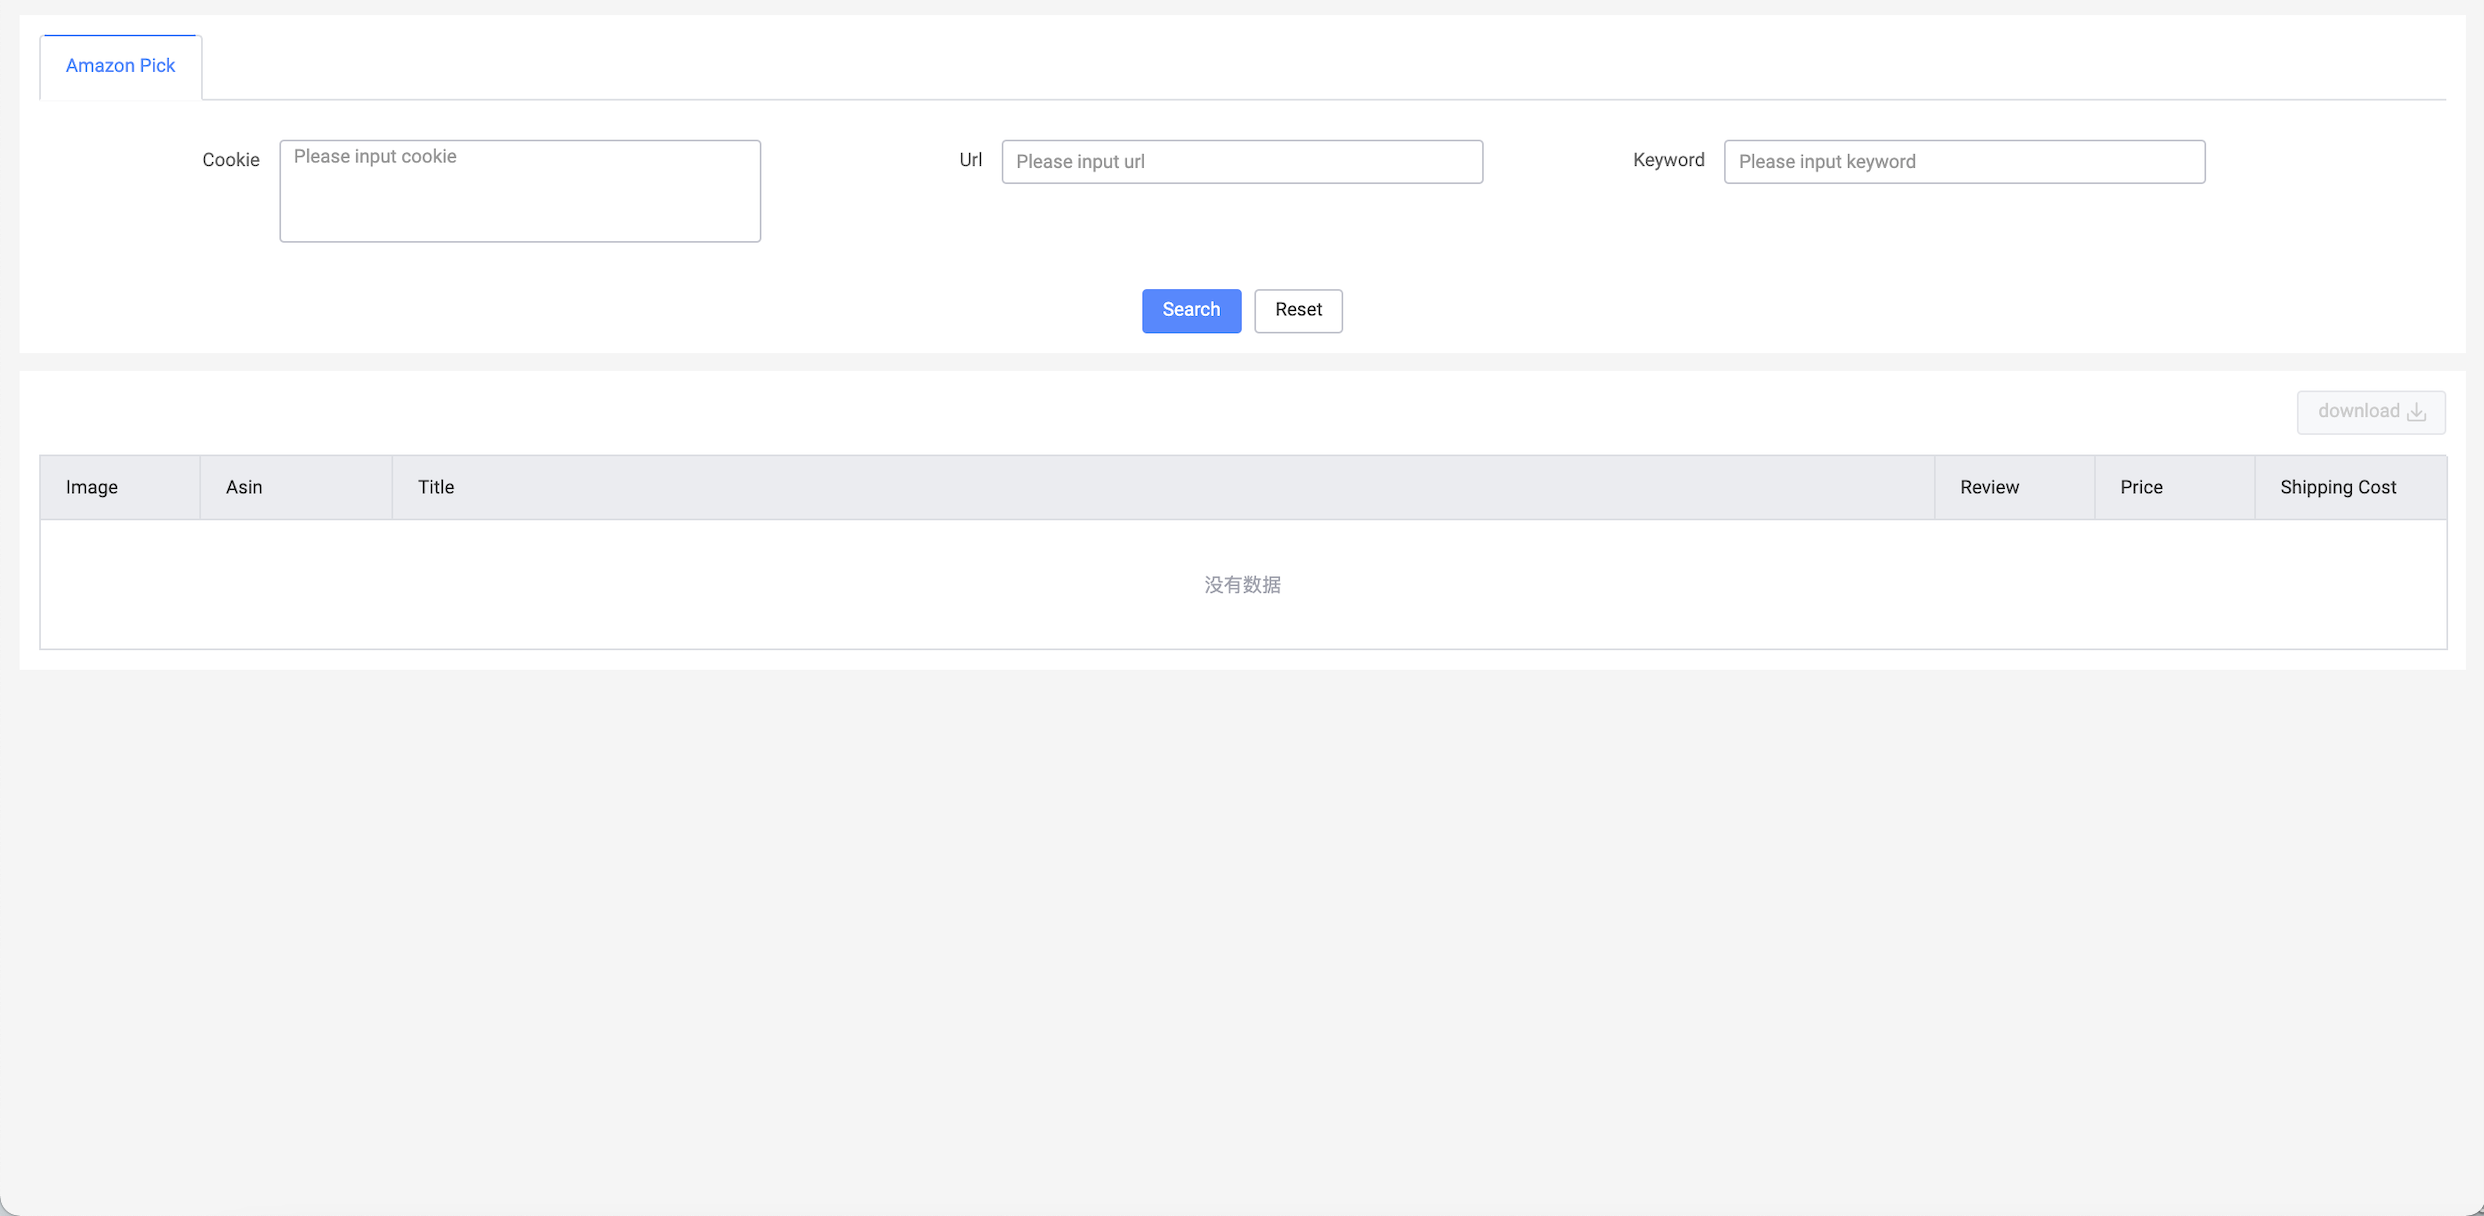 Amazon Pick
Cookie Please input cookie Url Please input url Keyword Please input keyword
Search Reset
download
Image Asin Title Review Price Shipping Cost
没有数据